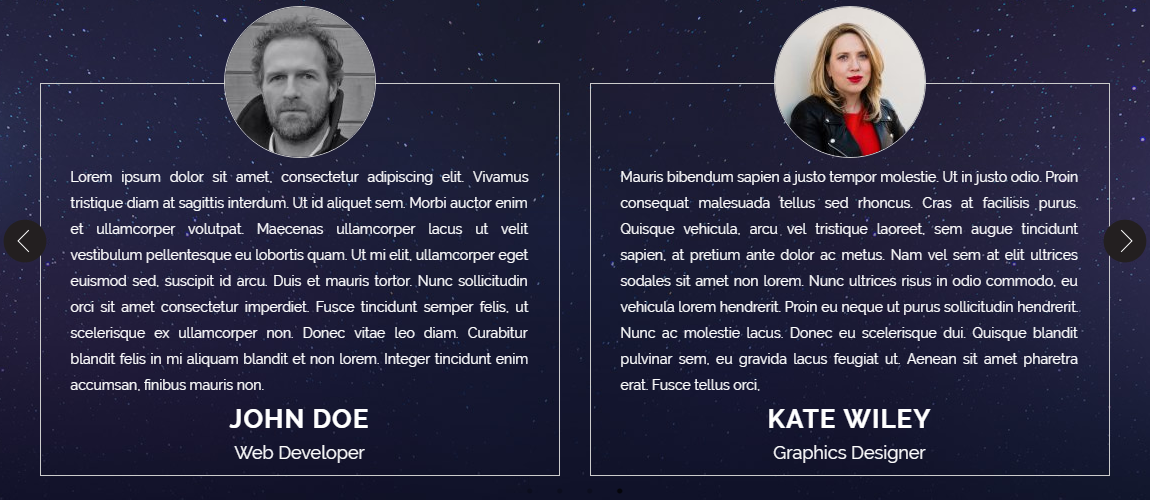 Lorem ipsum dolor sit amet, consectetur adipiscing elit. Vivamus
tristique diam at sagittis interdum. Ut id aliquet sem. Morbi auctor enim
et ullamcorper volutpat. Maecenas ullamcorper lacus ut velit
vestibulum pellentesque eu lobortis quam. Ut mi elit, ullamcorper eget
euismod sed, suscipit id arcu. Duis et mauris tortor. Nunc sollicitudin
orci sit amet consectetur imperdiet. Fusce tincidunt semper felis, ut
scelerisque ex ullamcorper non. Donec vitae leo diam. Curabitur
blandit felis in mi aliquam blandit et non lorem. Integer tincidunt enim
accumsan, finibus mauris non.
JOHN DOE
Web Developer
Mauris bibendum sapien a justo tempor molestie. Ut in justo odio. Proin
consequat malesuada tellus sed rhoncus. Cras at facilisis purus.
Quisque vehicula, arcu vel tristique laoreet, sem augue tincidunt
sapien, at pretium ante dolor ac metus. Nam vel sem at elit ultrices
sodales sit amet non lorem. Nunc ultrices risus in odio commodo, eu
vehicula lorem hendrerit. Proin eu neque ut purus sollicitudin hendrerit.
Nunc ac molestie lacus. Donec eu scelerisque dui. Quisque blandit
pulvinar sem, eu gravida lacus feugiat ut. Aenean sit amet pharetra
erat. Fusce tellus orci,
KATE WILEY
Graphics Designer